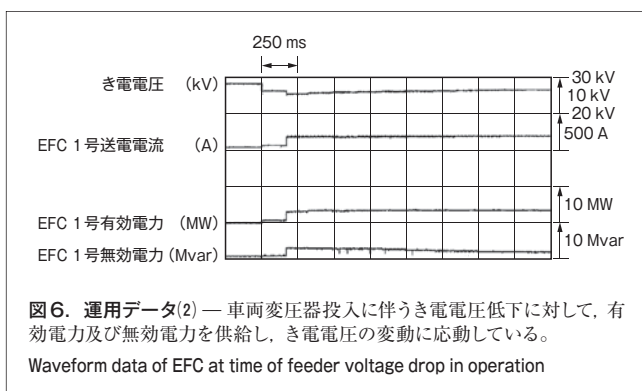 250 ms
き電電圧 (kV)
30 kV
10 kV
20 kV
EFC 1号送電電流 (A)
500 A
EFC 1号有効電力 (MW)
10 MW
EFC 1号無効電力 (Mvar)
10 Mvar
図6. 運用データ(2) — 車両変圧器投入に伴うき電電圧低下に対して,有
効電力及び無効電力を供給し,き電電圧の変動に応動している。
Waveform data of EFC at time of feeder voltage drop in operation